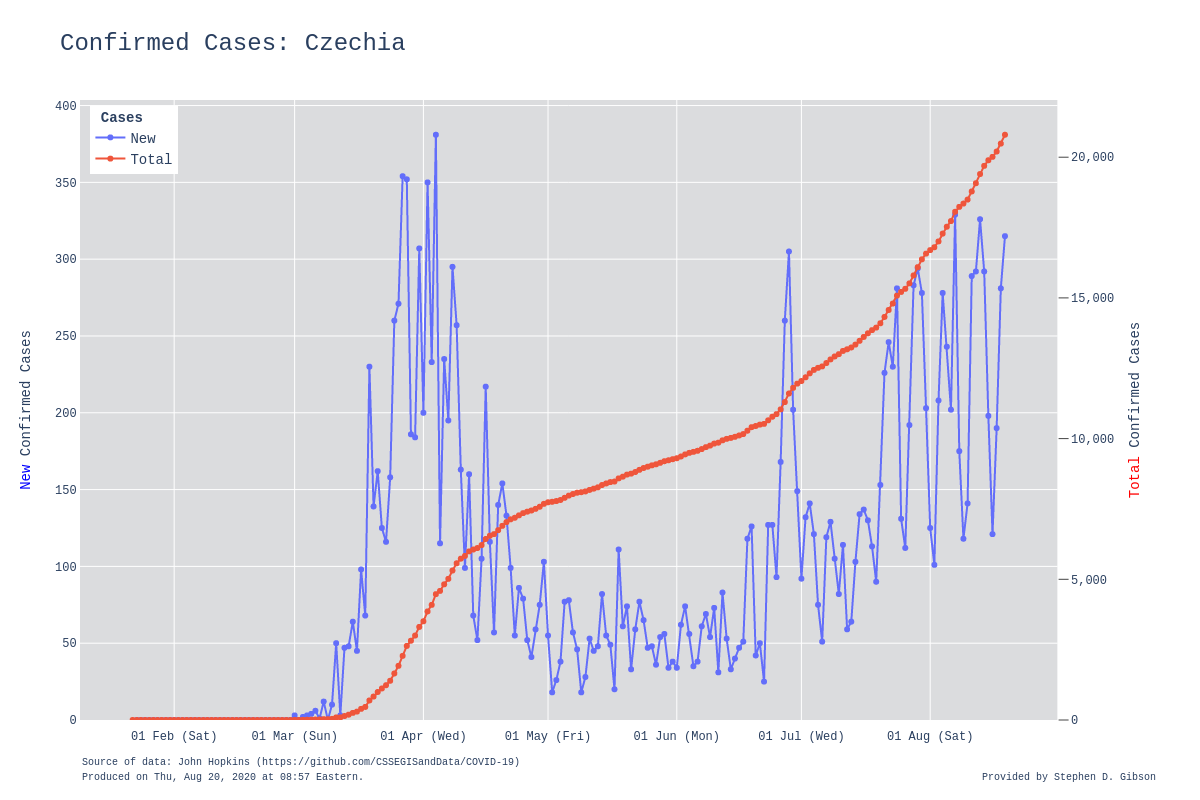 Confirmed Cases: Czechia
Cases
New
Total
400
350
300
250
200
150
100
50
0
20,000
15,000
10,000
5,000
0
New Confirmed Cases
Total Confirmed Cases
01 Feb (Sat)
01 Mar (Sun)
01 Apr (Wed)
01 May (Fri)
01 Jun (Mon)
01 Jul (Wed)
01 Aug (Sat)
Source of data: John Hopkins (https://github.com/CSSEGISandData/COVID-19)
Produced on Thu, Aug 20, 2020 at 08:57 Eastern.
Provided by Stephen D. Gibson